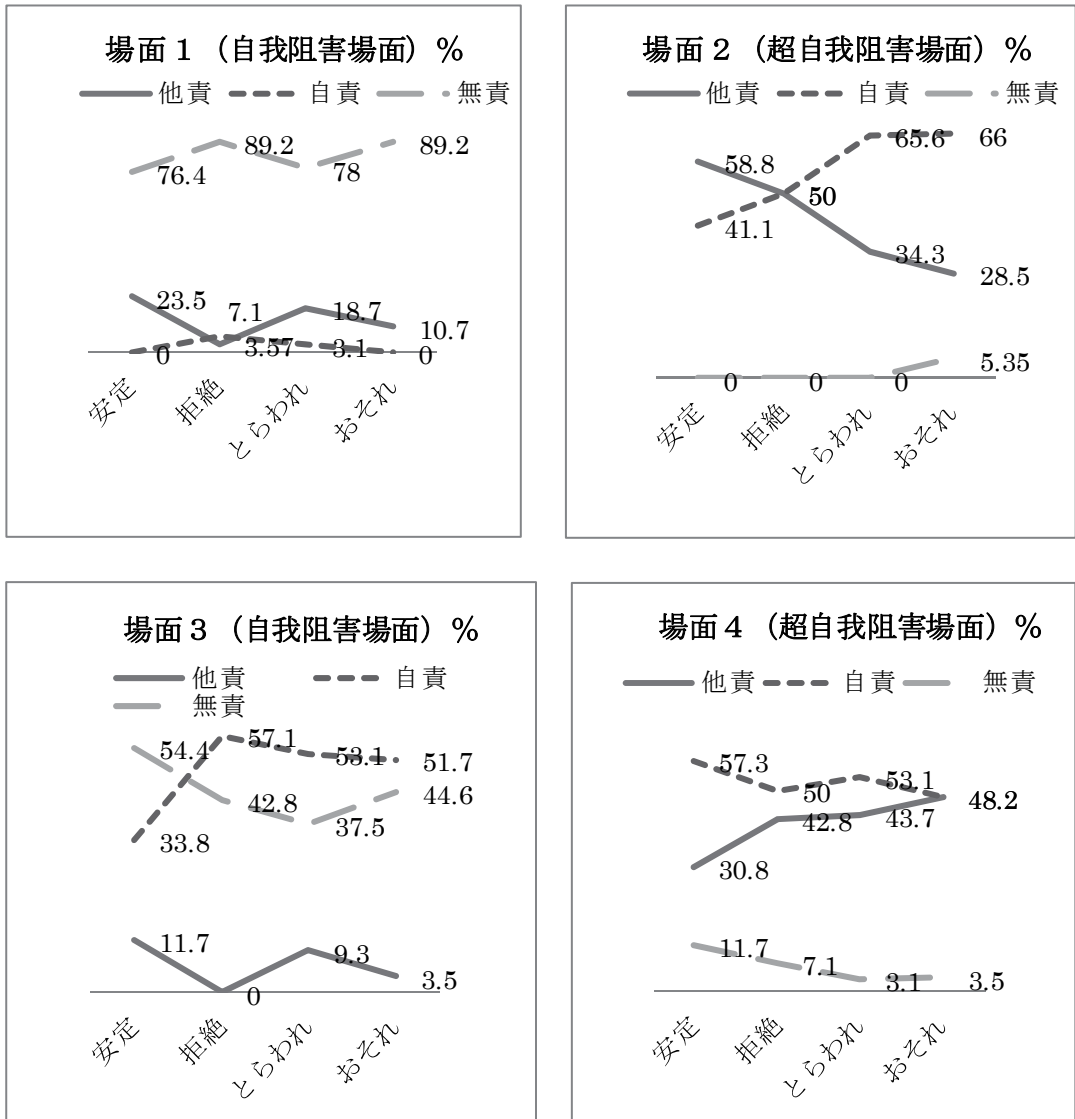 場面１（自我阻害場面）%
他責 自責 無責
89.2 89.2
76.4 78
23.5 7.1 18.7 10.7
0 3.57 3.1 0
安定 拒絶 とらわれ おそれ
場面２（超自我阻害場面）%
他責 自責 無責
65.6 66
58.8 50
41.1 34.3 28.5
0 0 0 5.35
安定 拒絶 とらわれ おそれ
場面３（自我阻害場面）%
他責 自責
無責
54.4 57.1 53.1 51.7
42.8 37.5 44.6
33.8
11.7 0 9.3 3.5
安定 拒絶 とらわれ おそれ
場面４（超自我阻害場面）%
他責 自責 無責
57.3 50 53.1 48.2
30.8 42.8 43.7
11.7 7.1 3.1 3.5
安定 拒絶 とらわれ おそれ